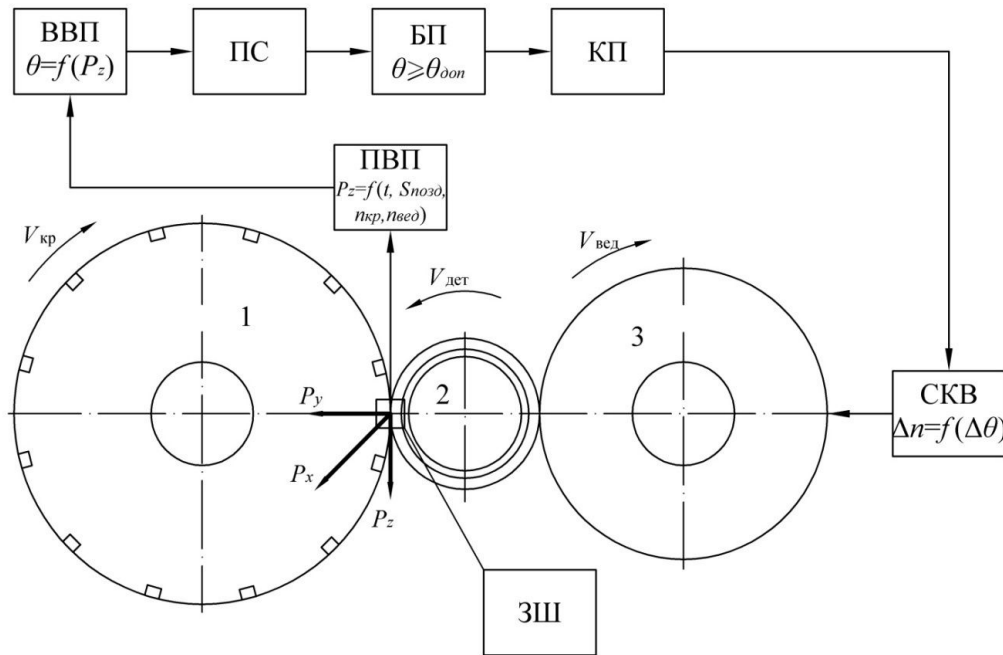 ВВП
θ=f(Pz)
ПС
БП
θ⩾θдоп
КП
ПВП
Pz=f(t, Sпозд,
nкр,nвед)
Vкр
Vдет
Vвед
1
2
3
Py
Px
Pz
СКВ
Δn=f(Δθ)
ЗШ